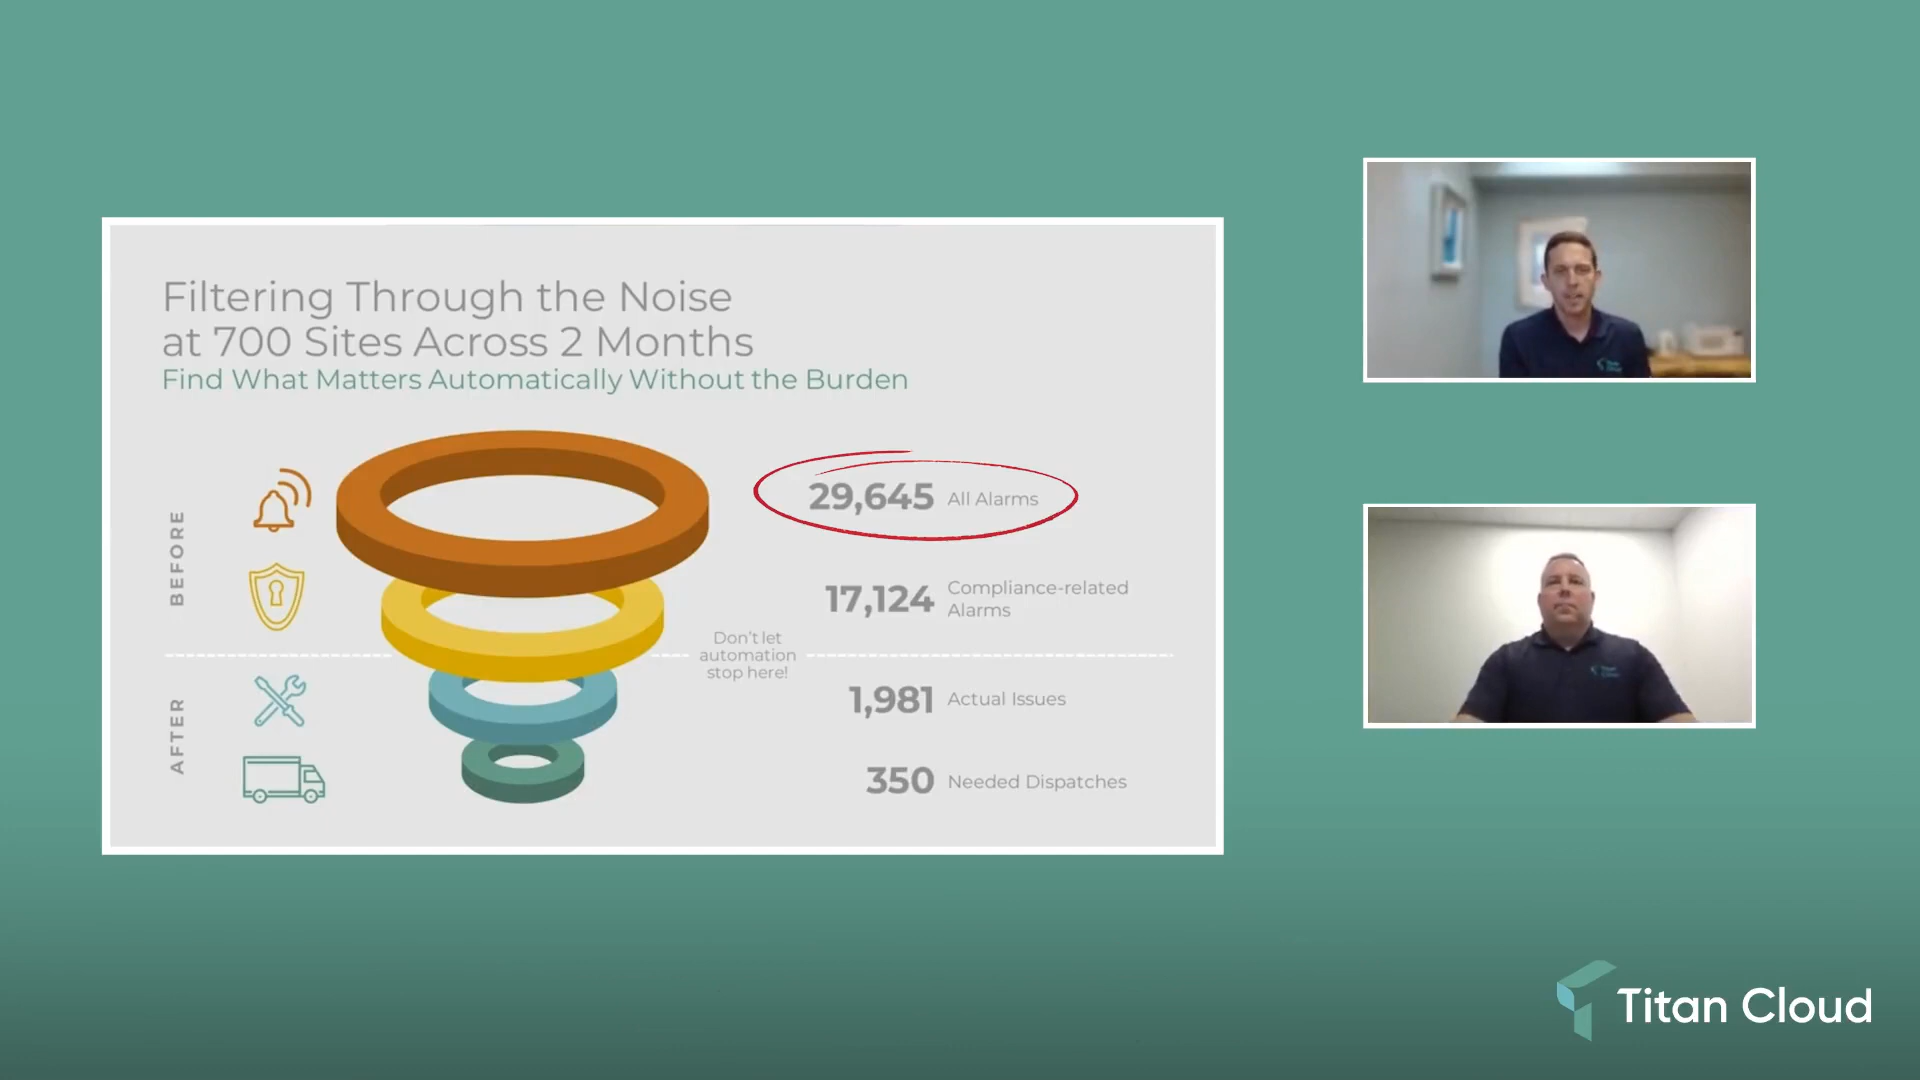 Filtering Through the Noise
at 700 Sites Across 2 Months
Find What Matters Automatically Without the Burden
BEFORE
29,645 All Alarms
17,124 Compliance-related
Alarms
Don't let
automation
stop here!
AFTER
1,981 Actual Issues
350 Needed Dispatches
Titan Cloud